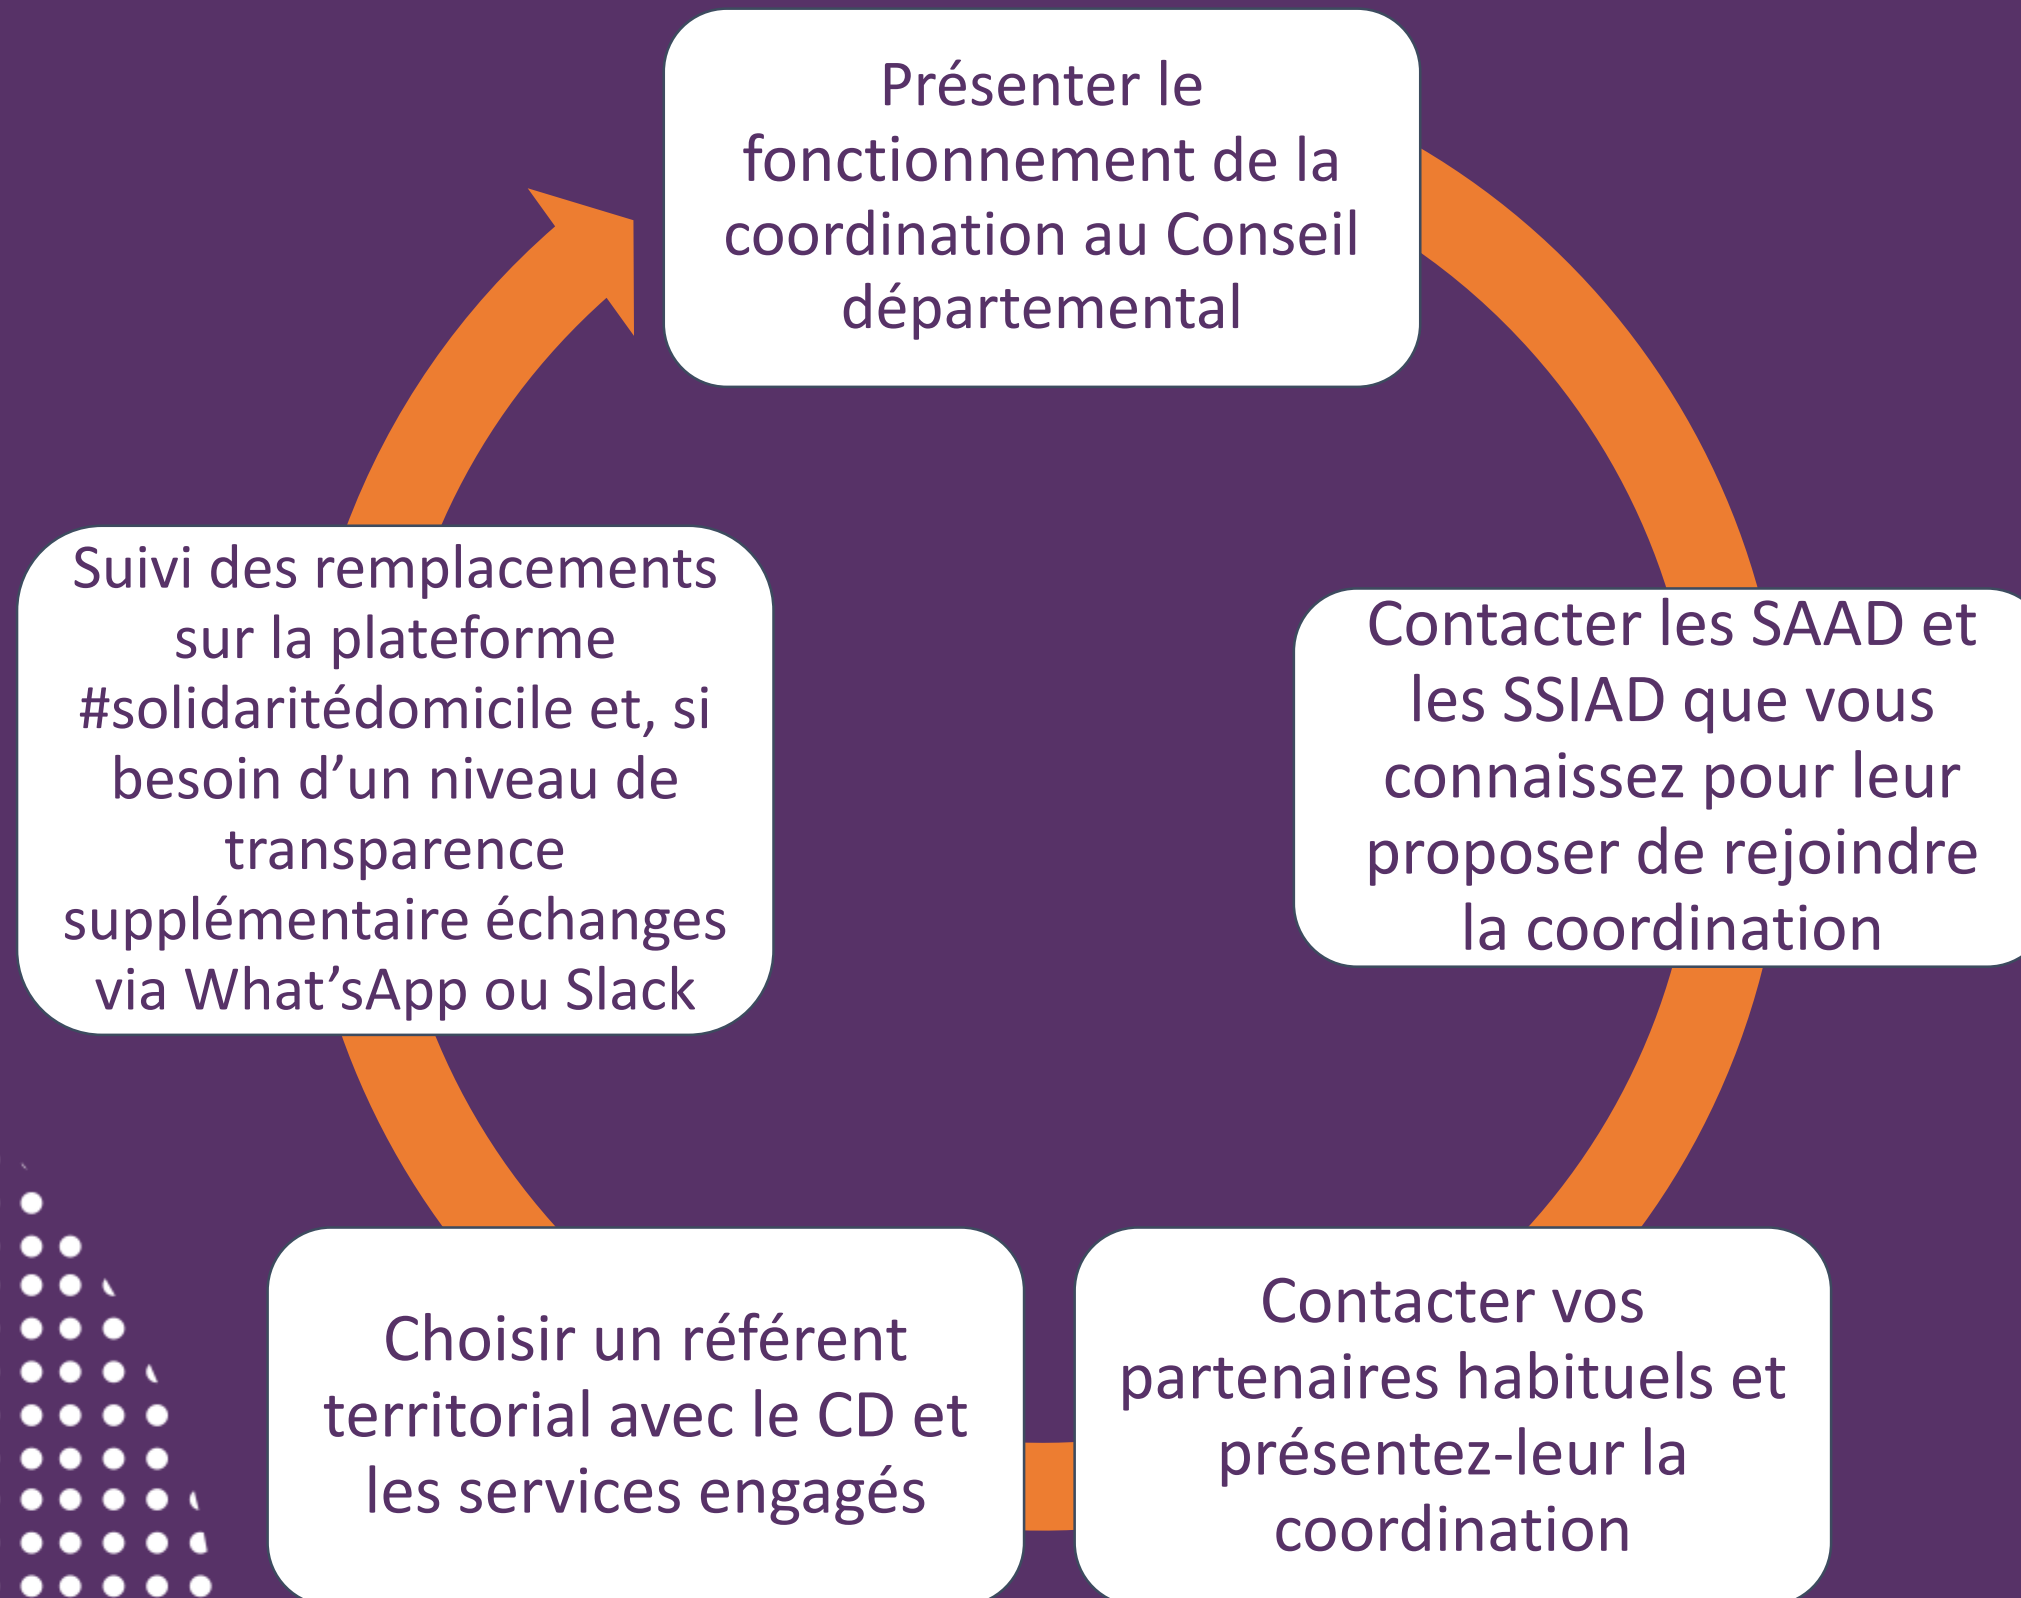 Présenter le
fonctionnement de la
coordination au Conseil
départemental
Contacter les SAAD et
les SSIAD que vous
connaissez pour leur
proposer de rejoindre
la coordination
Contacter vos
partenaires habituels et
présentez-leur la
coordination
Choisir un référent
territorial avec le CD et
les services engagés
Suivi des remplacements
sur la plateforme
#solidaritédomicile et, si
besoin d’un niveau de
transparence
supplémentaire échanges
via What’sApp ou Slack